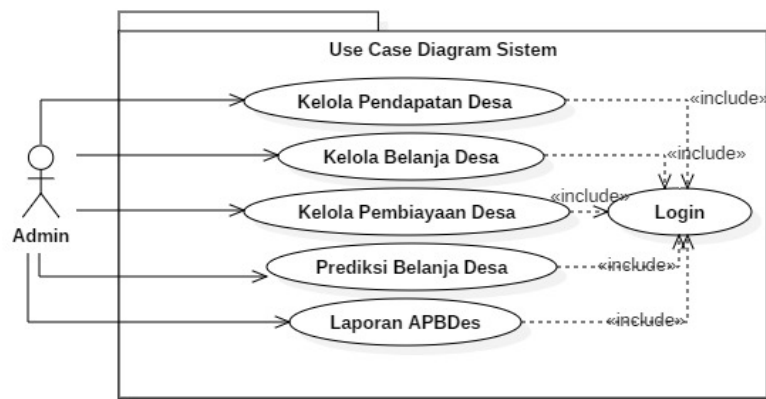 Use Case Diagram Sistem
Kelola Pendapatan Desa
«include»
Kelola Belanja Desa
«include»
Kelola Pembiayaan Desa
«include»
Login
Admin
Prediksi Belanja Desa
«include»
Laporan APBDes
«include»